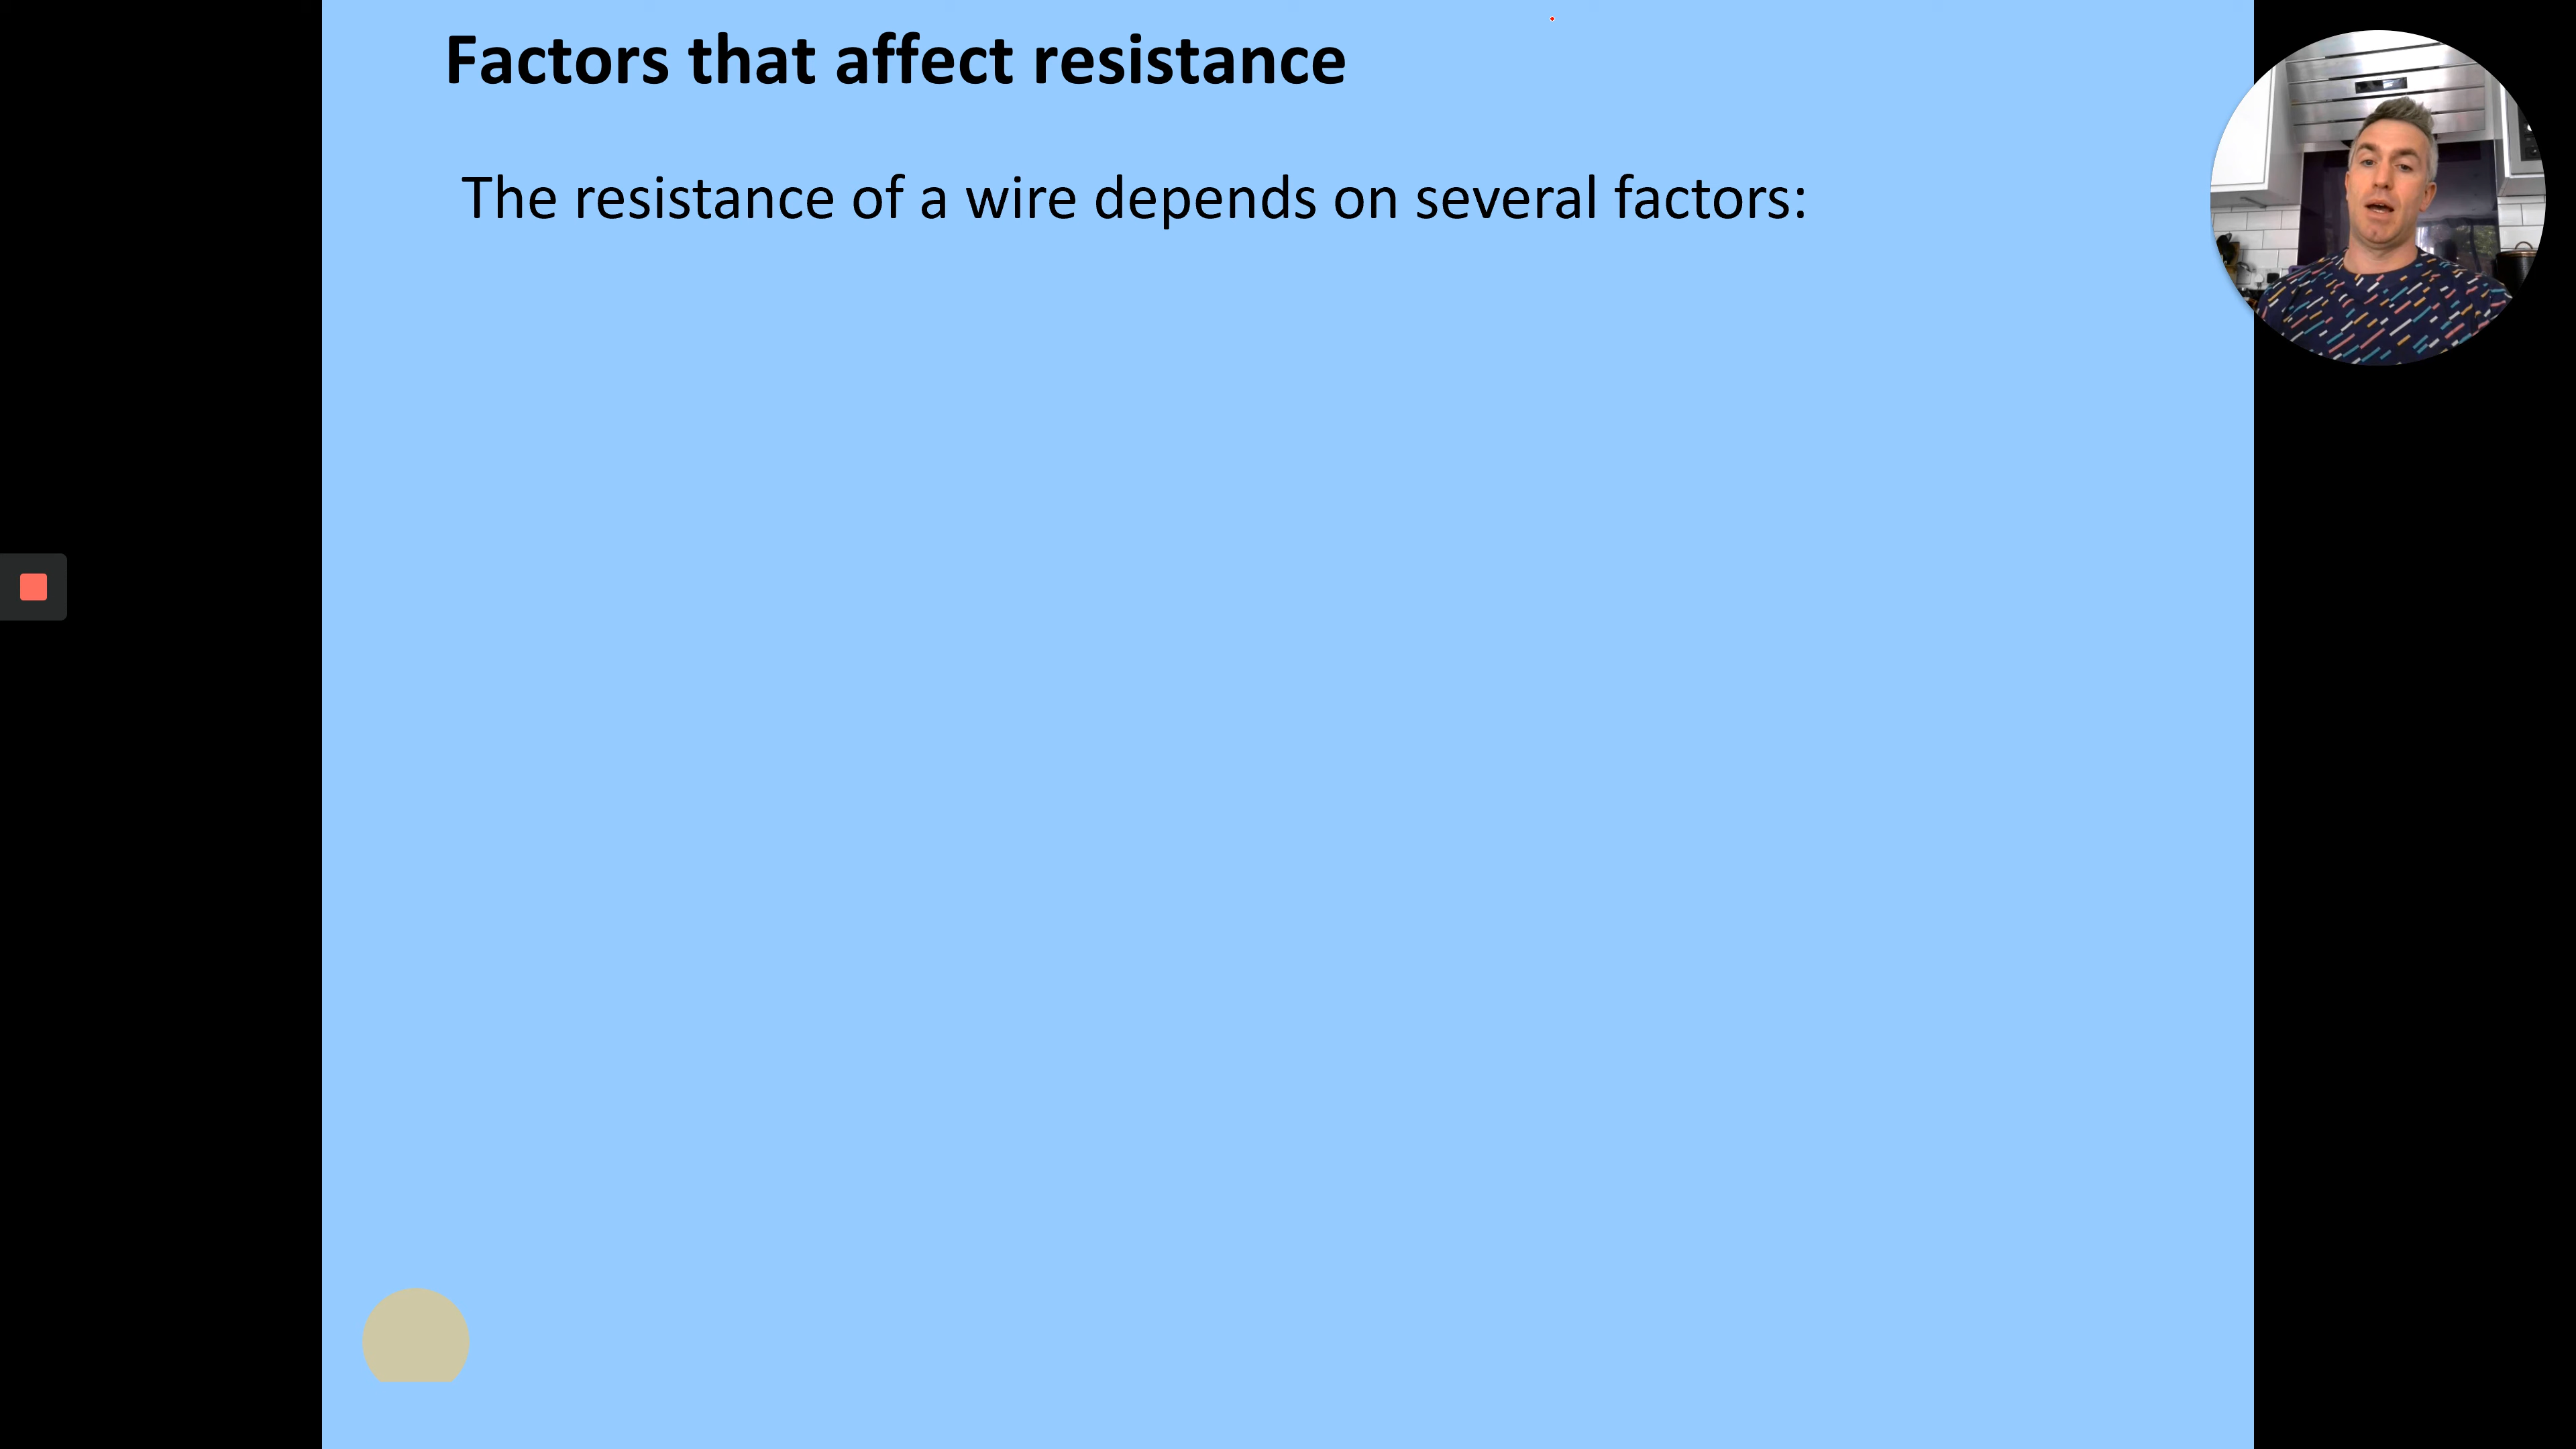 Factors that affect resistance
The resistance of a wire depends on several factors: